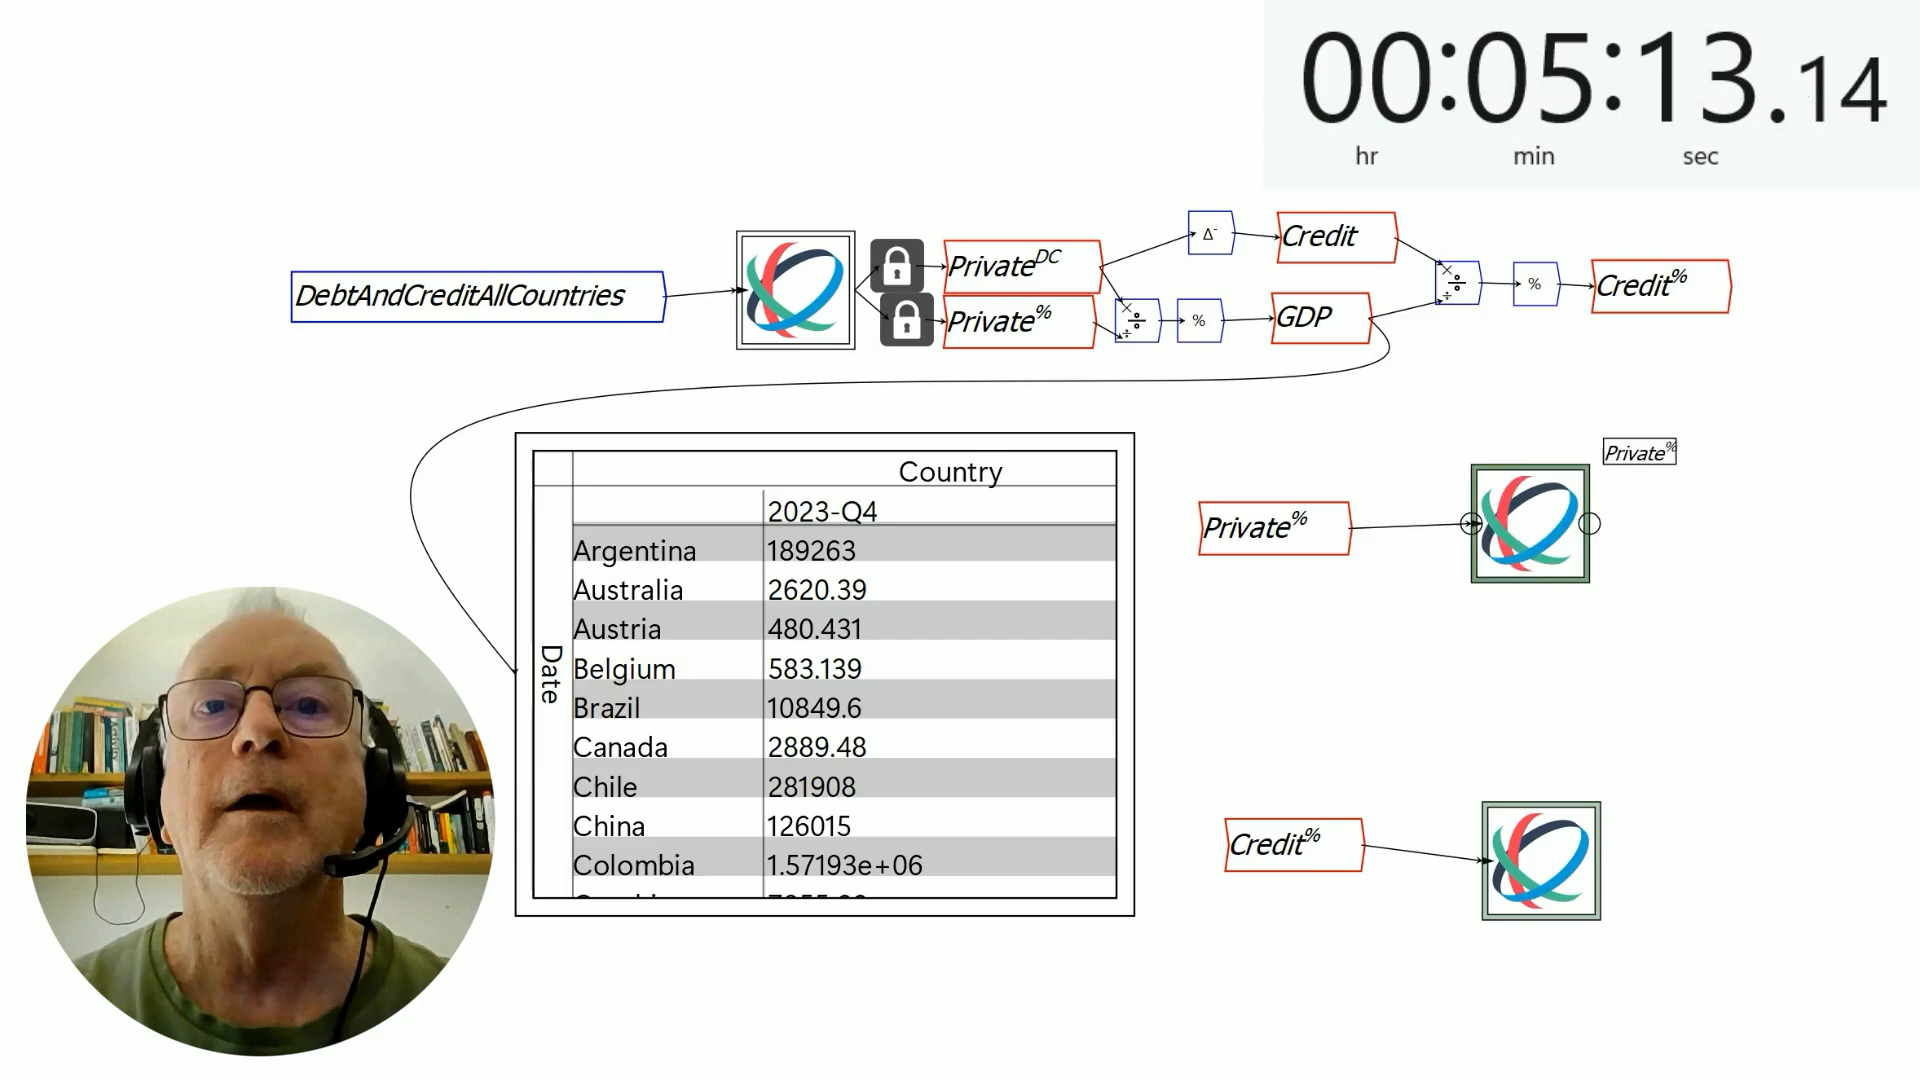 00:05:13.14
hr min sec
DebtAndCreditAllCountries
Private^DC
Δ⁻
Credit
× ÷ ÷
%
Credit%
Private%
× ÷ ÷
%
GDP
Country
2023-Q4
Date
Argentina 189263
Australia 2620.39
Austria 480.431
Belgium 583.139
Brazil 10849.6
Canada 2889.48
Chile 281908
China 126015
Colombia 1.57193e+06
Private%
Private%
Credit%